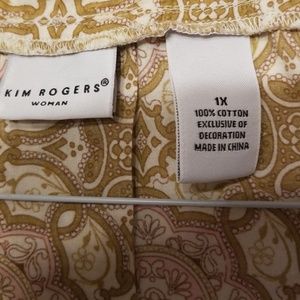 KIM ROGERS®
WOMAN
1X
100% COTTON
EXCLUSIVE OF
DECORATION
MADE IN CHINA